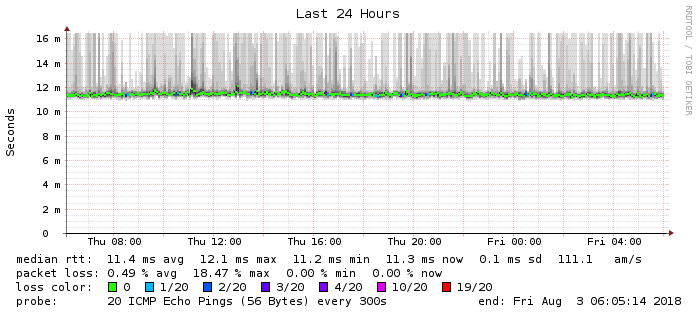 Last 24 Hours
RRDTOOL / TOBI OETIKER
Seconds
16 m
14 m
12 m
10 m
8 m
6 m
4 m
2 m
0
Thu 08:00 Thu 12:00 Thu 16:00 Thu 20:00 Fri 00:00 Fri 04:00
median rtt: 11.4 ms avg 12.1 ms max 11.2 ms min 11.3 ms now 0.1 ms sd 111.1 am/s
packet loss: 0.49 % avg 18.47 % max 0.00 % min 0.00 % now
loss color: 0 1/20 2/20 3/20 4/20 10/20 19/20
probe: 20 ICMP Echo Pings (56 Bytes) every 300s end: Fri Aug 3 06:05:14 2018